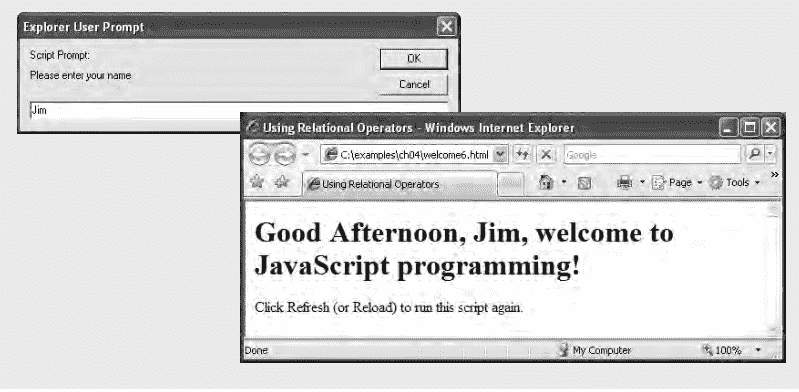 Explorer User Prompt
Script Prompt:
OK
Please enter your name
Cancel
Jim
Using Relational Operators - Windows Internet Explorer
C:\examples\ch04\welcome6.html
Google
Using Relational Operators
Page
Tools
Good Afternoon, Jim, welcome to
JavaScript programming!
Click Refresh (or Reload) to run this script again.
Done
My Computer
100%